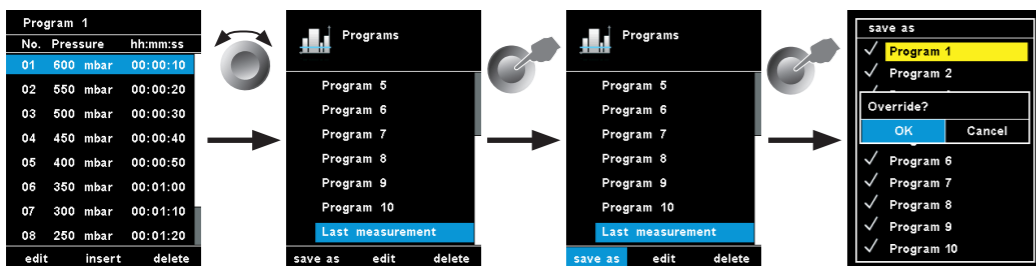 Program 1
No. Pressure hh:mm:ss
01 600 mbar 00:00:10
02 550 mbar 00:00:20
03 500 mbar 00:00:30
04 450 mbar 00:00:40
05 400 mbar 00:00:50
06 350 mbar 00:01:00
07 300 mbar 00:01:10
08 250 mbar 00:01:20
edit insert delete
Programs
Program 5
Program 6
Program 7
Program 8
Program 9
Program 10
Last measurement
save as edit delete
Programs
Program 5
Program 6
Program 7
Program 8
Program 9
Program 10
Last measurement
save as edit delete
save as
Program 1
Program 2
Override?
OK Cancel
Program 6
Program 7
Program 8
Program 9
Program 10